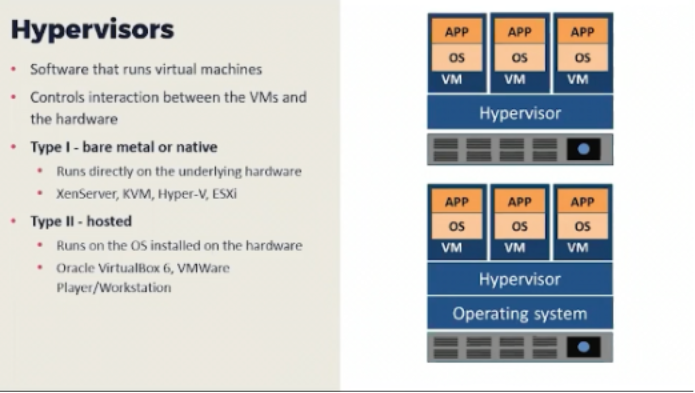 Hypervisors
• Software that runs virtual machines
• Controls interaction between the VMs and
the hardware
• Type I - bare metal or native
• Runs directly on the underlying hardware
• XenServer, KVM, Hyper-V, ESXi
• Type II - hosted
• Runs on the OS installed on the hardware
• Oracle VirtualBox 6, VMWare
Player/Workstation
APP APP APP
OS OS OS
VM VM VM
Hypervisor
APP APP APP
OS OS OS
VM VM VM
Hypervisor
Operating system